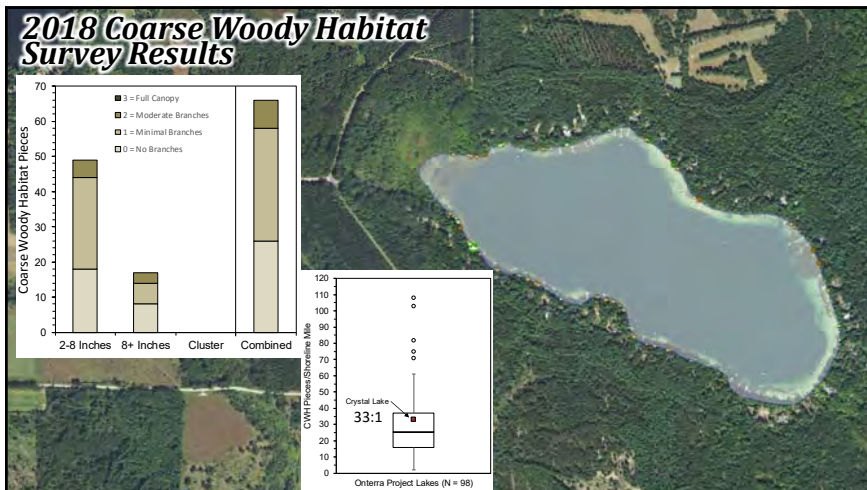 2018 Coarse Woody Habitat
Survey Results
Coarse Woody Habitat Pieces
70
60
50
40
30
20
10
0
3 = Full Canopy
2 = Moderate Branches
1 = Minimal Branches
0 = No Branches
2-8 Inches 8+ Inches Cluster Combined
CWH Pieces/Shoreline Mile
120
110
100
90
80
70
60
50
40
30
20
10
0
Crystal Lake
33:1
Onterra Project Lakes (N = 98)